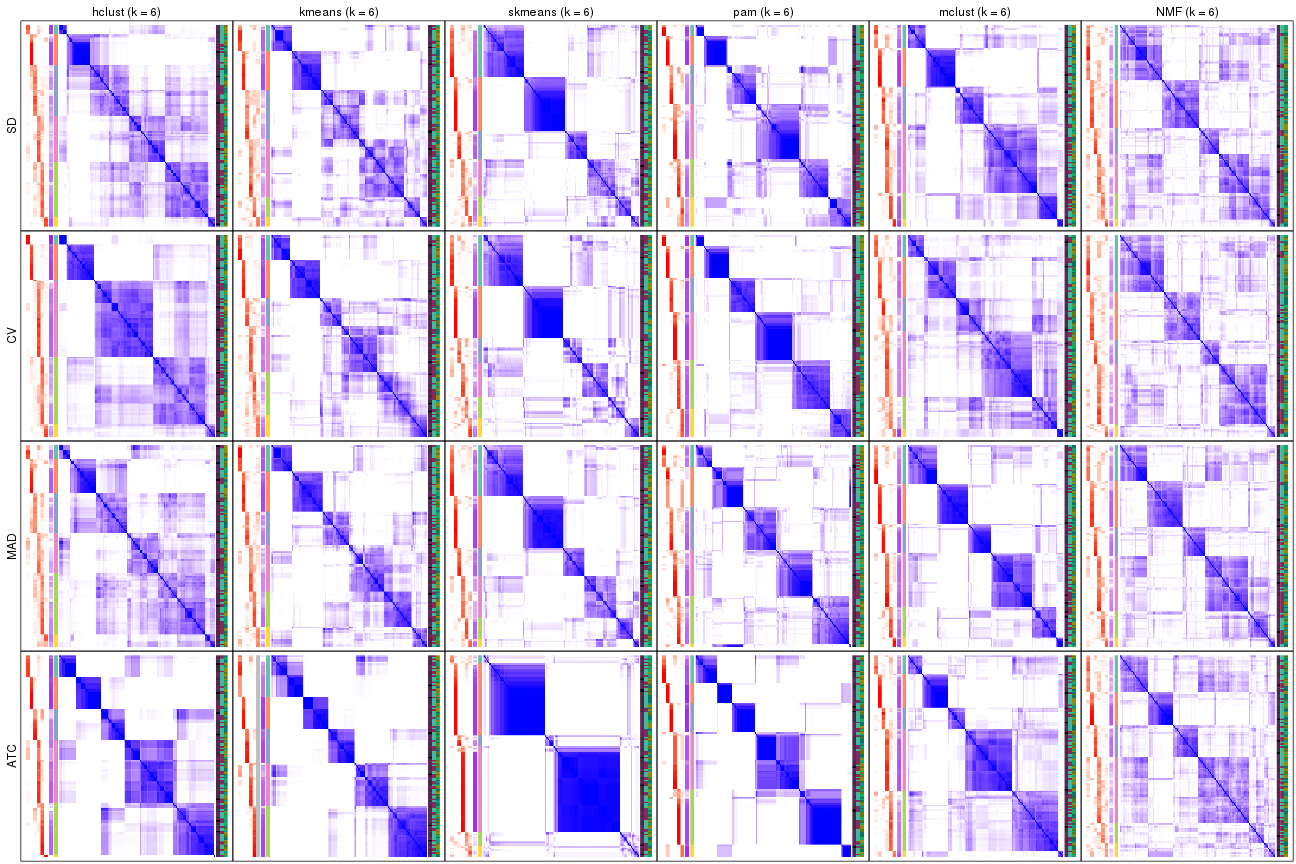 hclust (k = 6) kmeans (k = 6) skmeans (k = 6) pam (k = 6) mclust (k = 6) NMF (k = 6)
SD
CV
MAD
ATC